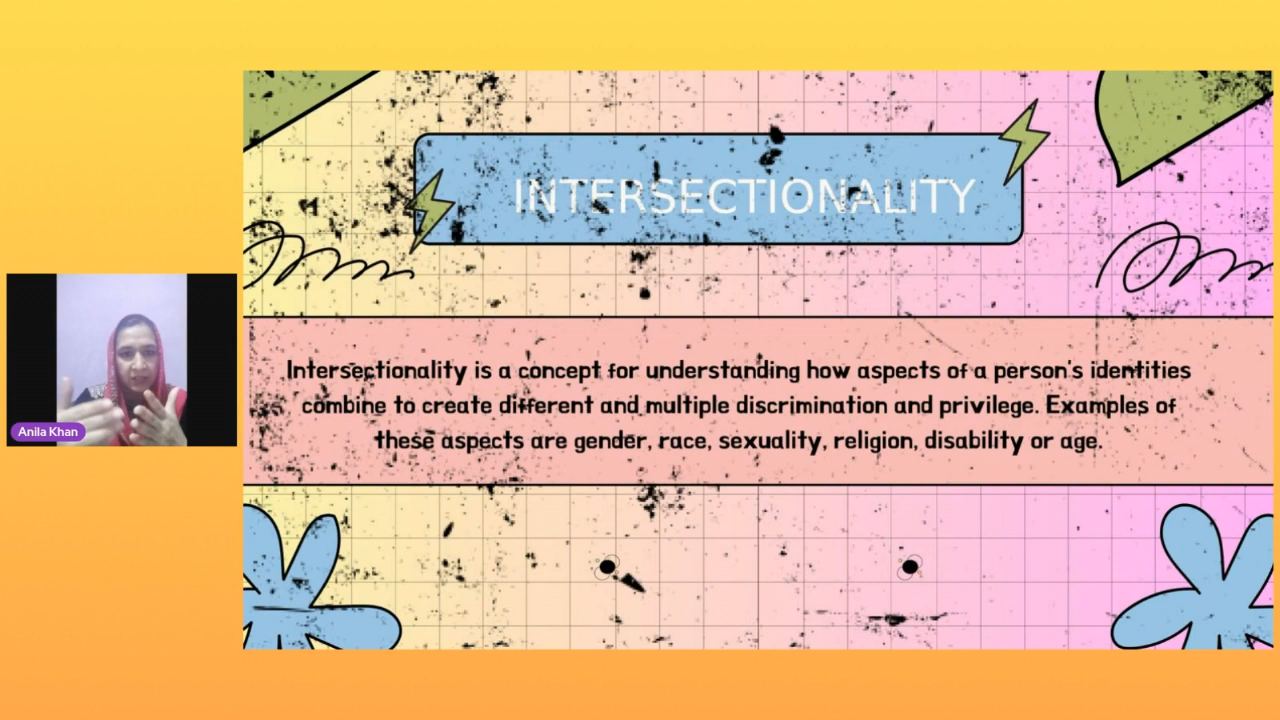 INTERSECTIONALITY
Intersectionality is a concept for understanding how aspects of a person's identities
combine to create different and multiple discrimination and privilege. Examples of
these aspects are gender, race, sexuality, religion, disability or age.
Anila Khan